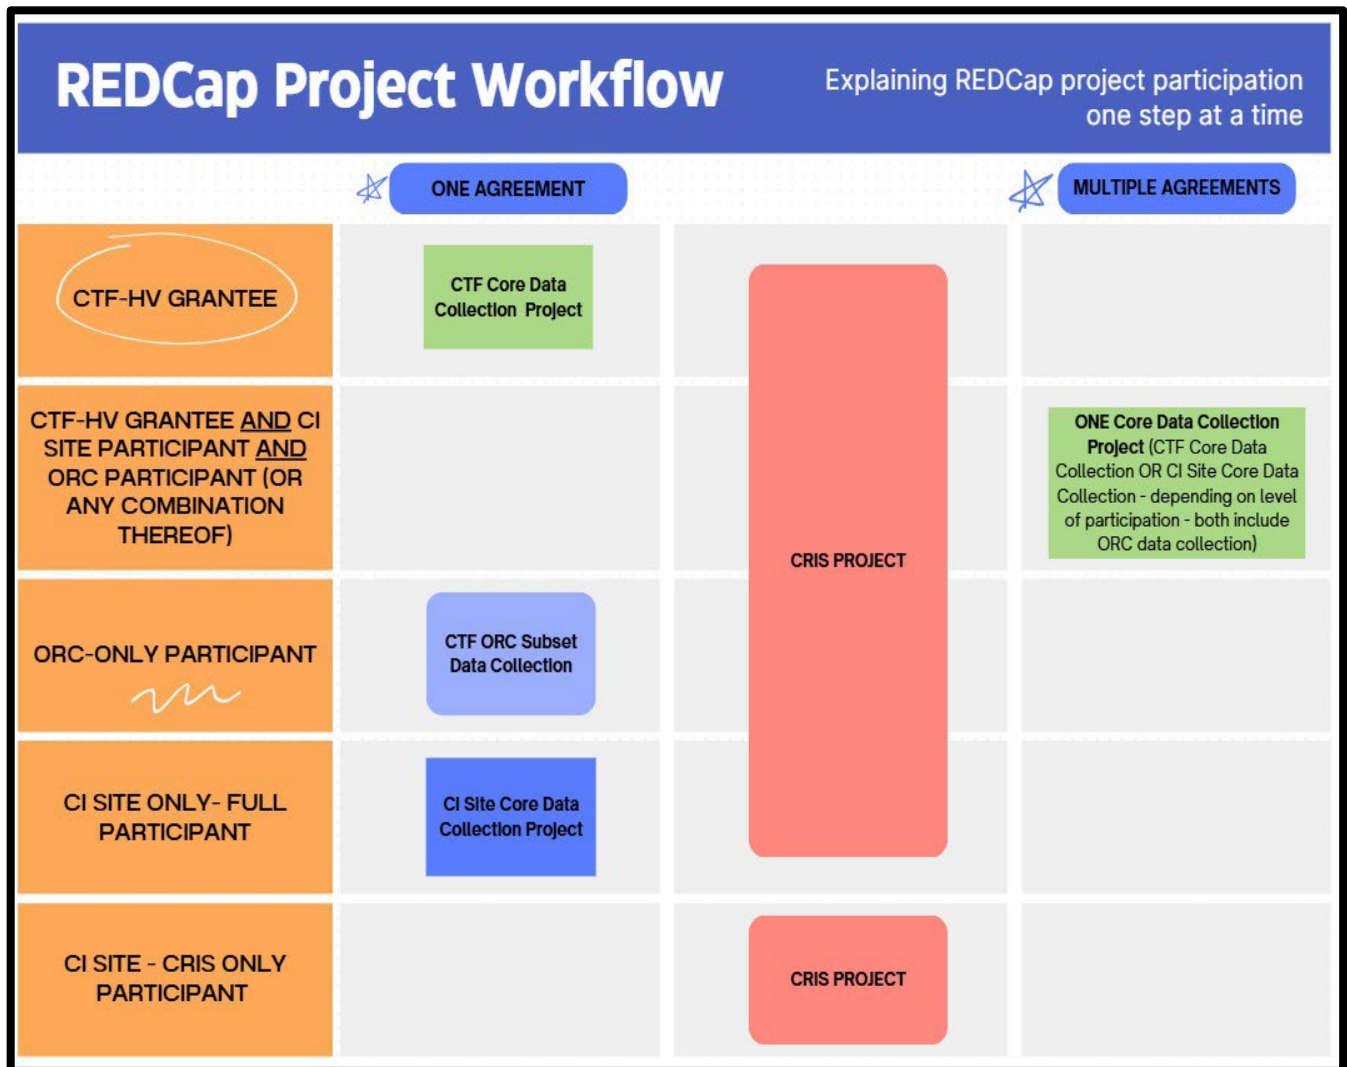 REDCap Project Workflow
Explaining REDCap project participation
one step at a time
ONE AGREEMENT
MULTIPLE AGREEMENTS
CTF-HV GRANTEE
CTF Core Data
Collection Project
CTF-HV GRANTEE AND CI
SITE PARTICIPANT AND
ORC PARTICIPANT (OR
ANY COMBINATION
THEREOF)
ONE Core Data Collection
Project (CTF Core Data
Collection OR CI Site Core Data
Collection - depending on level
of participation - both include
ORC data collection)
CRIS PROJECT
ORC-ONLY PARTICIPANT
CTF ORC Subset
Data Collection
CI SITE ONLY- FULL
PARTICIPANT
CI Site Core Data
Collection Project
CI SITE - CRIS ONLY
PARTICIPANT
CRIS PROJECT